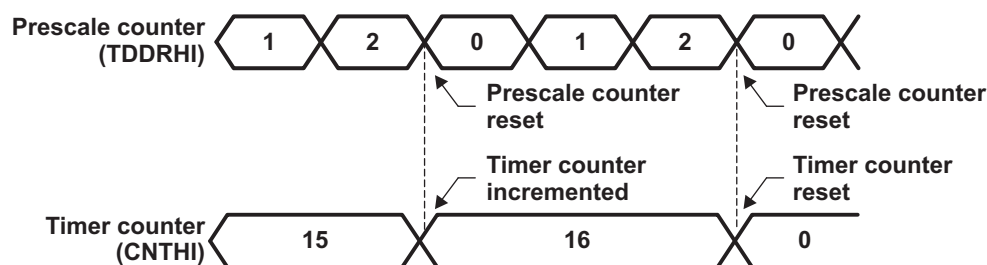 Prescale counter
(TDDRHI)
1 2 0 1 2 0
Prescale counter
reset
Prescale counter
reset
Timer counter
incremented
Timer counter
reset
Timer counter
(CNTHI)
15 16 0